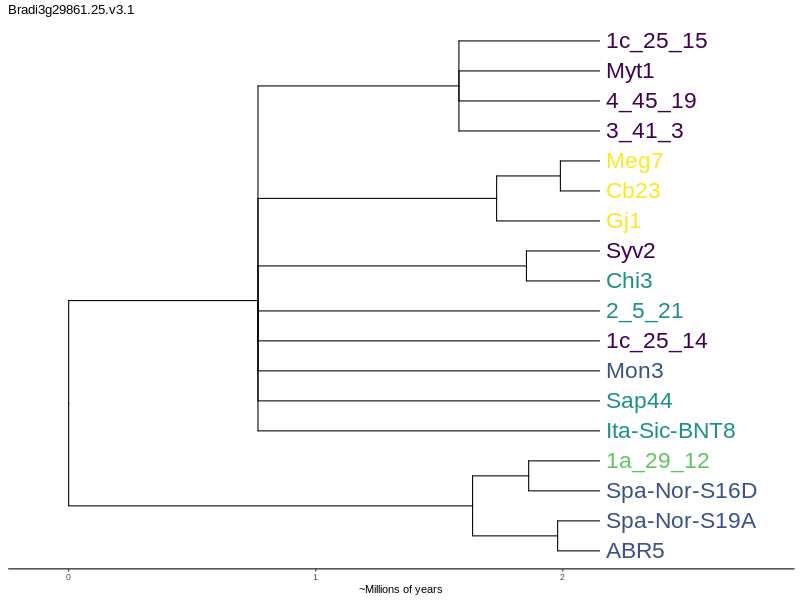 Bradi3g29861.25.v3.1
1c_25_15
Myt1
4_45_19
3_41_3
Meg7
Cb23
Gj1
Syv2
Chi3
2_5_21
1c_25_14
Mon3
Sap44
Ita-Sic-BNT8
1a_29_12
Spa-Nor-S16D
Spa-Nor-S19A
ABR5
0 1 2
~Millions of years